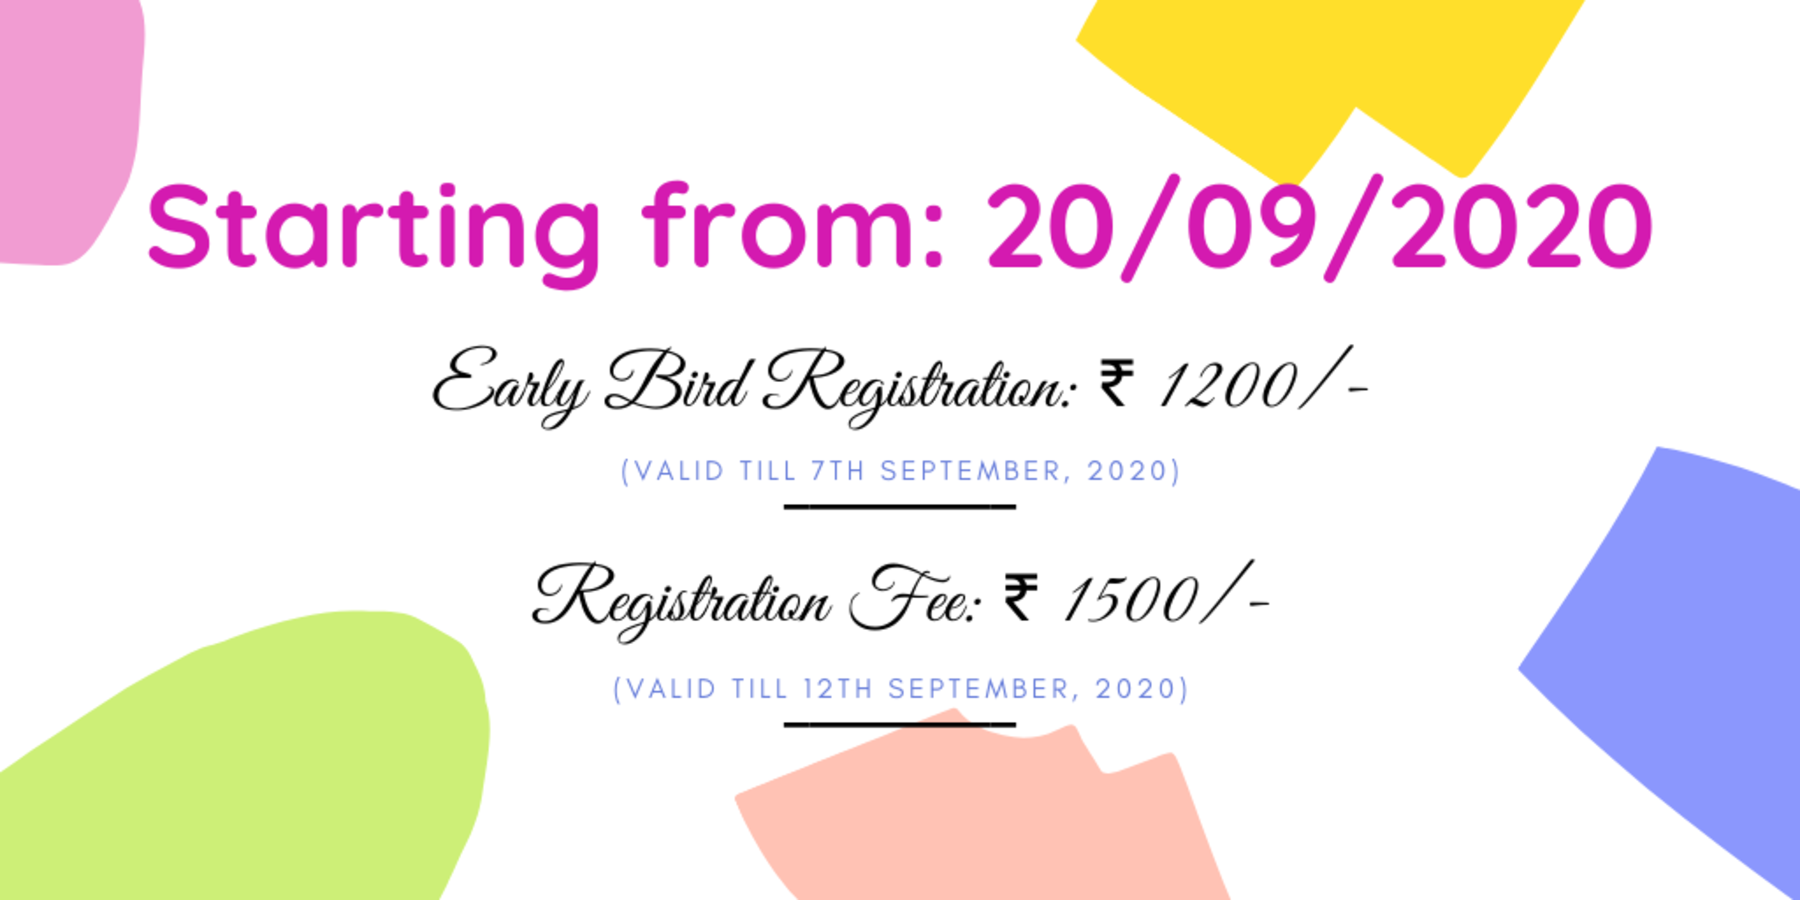 Starting from: 20/09/2020
Early Bird Registration: ₹ 1200/-
(VALID TILL 7TH SEPTEMBER, 2020)
Registration Fee: ₹ 1500/-
(VALID TILL 12TH SEPTEMBER, 2020)